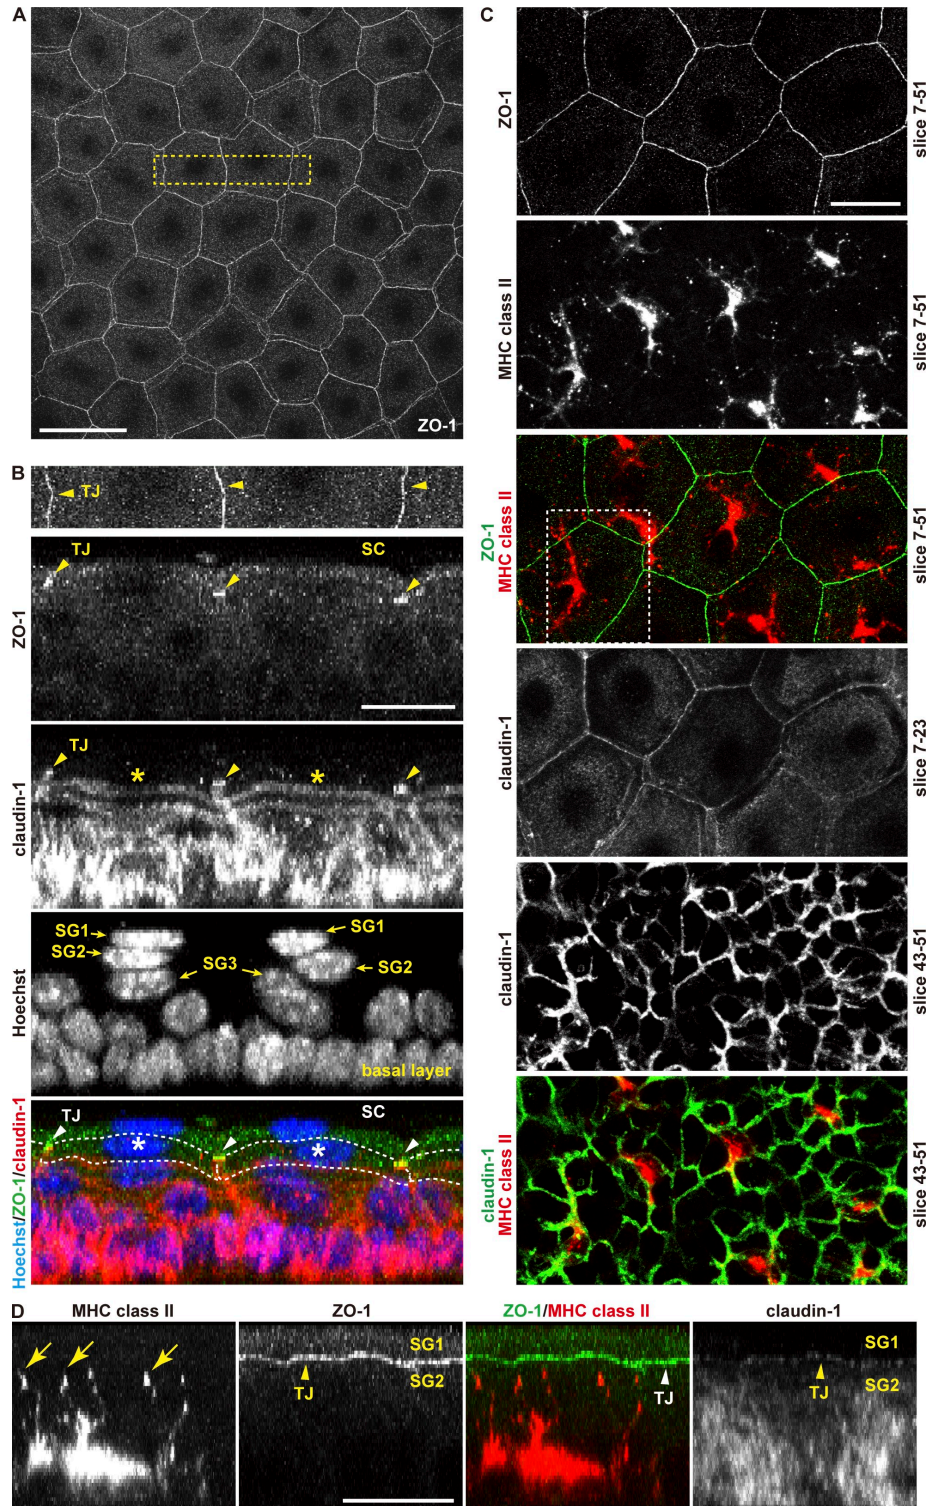 A
ZO-1
B
TJ
ZO-1
TJ
SC
claudin-1
TJ
*
*
Hoechst
SG1
SG2
SG3
SG1
SG2
basal layer
Hoechst/ZO-1/claudin-1
TJ
SC
*
*
C
ZO-1
slice 7-51
MHC class II
slice 7-51
ZO-1
MHC class II
slice 7-51
claudin-1
slice 7-23
claudin-1
slice 43-51
claudin-1
MHC class II
slice 43-51
D
MHC class II
ZO-1
SG1
TJ
SG2
ZO-1/MHC class II
TJ
claudin-1
SG1
TJ
SG2